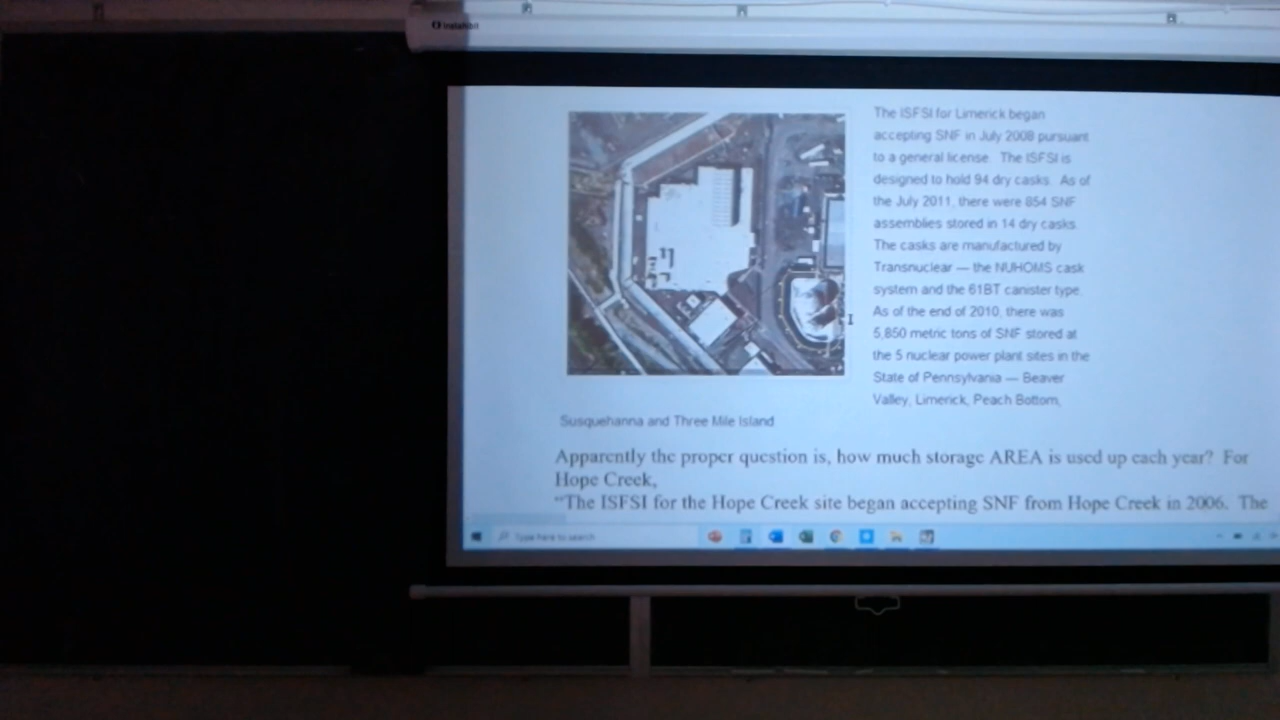 The ISFSI for Limerick began
accepting SNF in July 2008 pursuant
to a general license. The ISFSI is
designed to hold 94 dry casks. As of
the July 2011, there were 854 SNF
assemblies stored in 14 dry casks.
The casks are manufactured by
Transnuclear — the NUHOMS cask
system and the 61BT canister type.
As of the end of 2010, there was
5,850 metric tons of SNF stored at
the 5 nuclear power plant sites in the
State of Pennsylvania — Beaver
Valley, Limerick, Peach Bottom,
Susquehanna and Three Mile Island
Apparently the proper question is, how much storage AREA is used up each year? For
Hope Creek,
"The ISFSI for the Hope Creek site began accepting SNF from Hope Creek in 2006. The
Type here to search